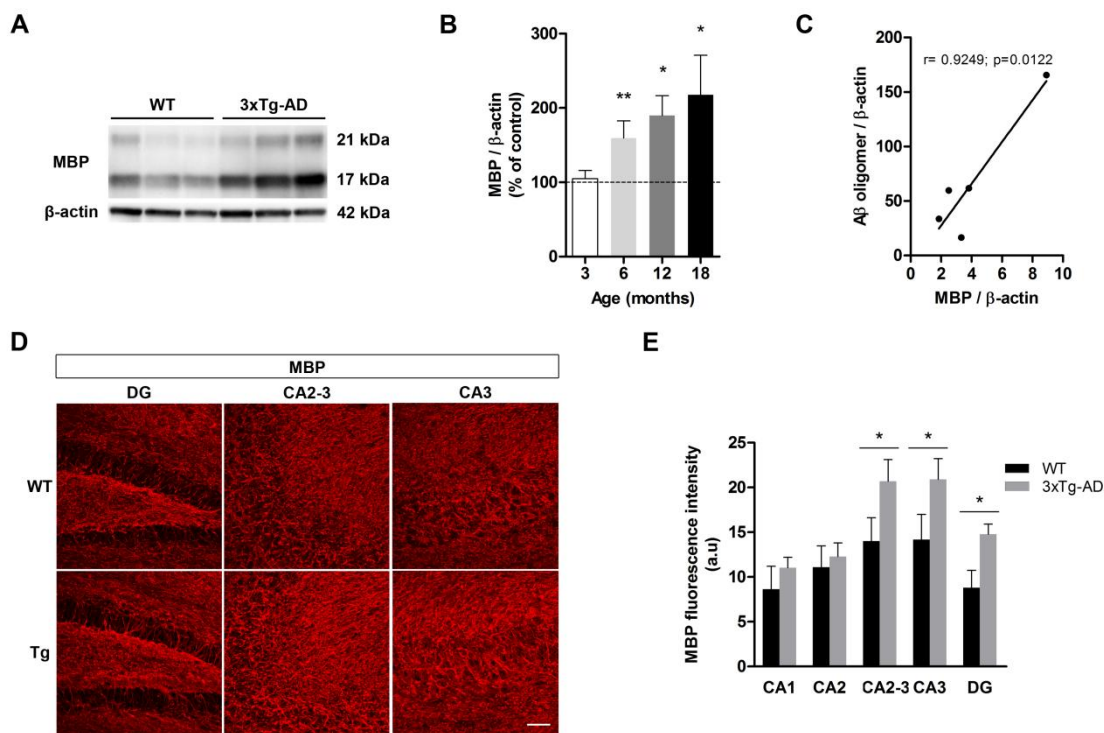 A
WT 3xTg-AD
MBP
21 kDa
17 kDa
β-actin
42 kDa
B
MBP / β-actin
(% of control)
300
200
100
0
** * *
3 6 12 18
Age (months)
C
Aβ oligomer / β-actin
200
150
100
50
0
r= 0.9249; p=0.0122
0 2 4 6 8 10
MBP / β-actin
D
MBP
DG CA2-3 CA3
WT
Tg
E
MBP fluorescence intensity
(a.u)
25
20
15
10
5
0
* * *
WT
3xTg-AD
CA1 CA2 CA2-3 CA3 DG